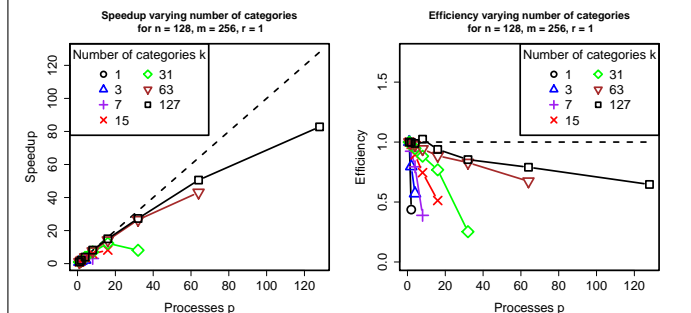 Speedup varying number of categories
for n = 128, m = 256, r = 1
Number of categories k
1
3
7
15
31
63
127
Speedup
0 20 40 60 80 100 120
0 20 40 60 80 100 120
Processes p
Efficiency varying number of categories
for n = 128, m = 256, r = 1
Number of categories k
1
3
7
15
31
63
127
Efficiency
0.0 0.5 1.0 1.5
0 20 40 60 80 100 120
Processes p